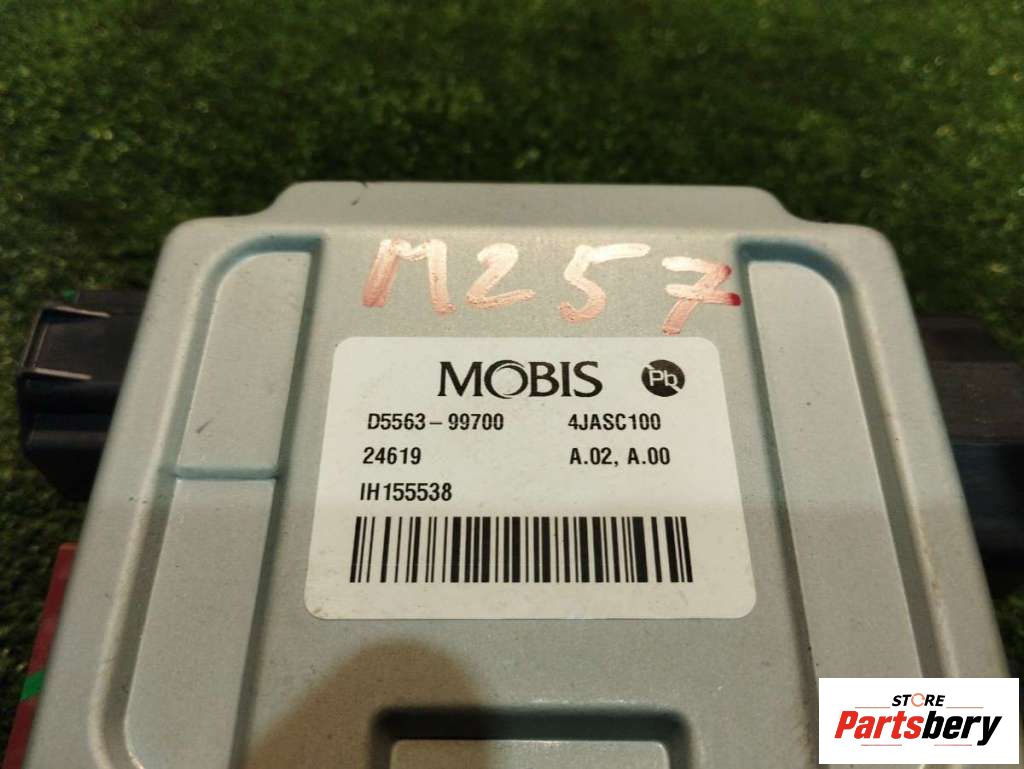 M257
MOBIS Pb
D5563-99700 4JASC100
24619 A.02, A.00
IH155538
STORE
Partsbery